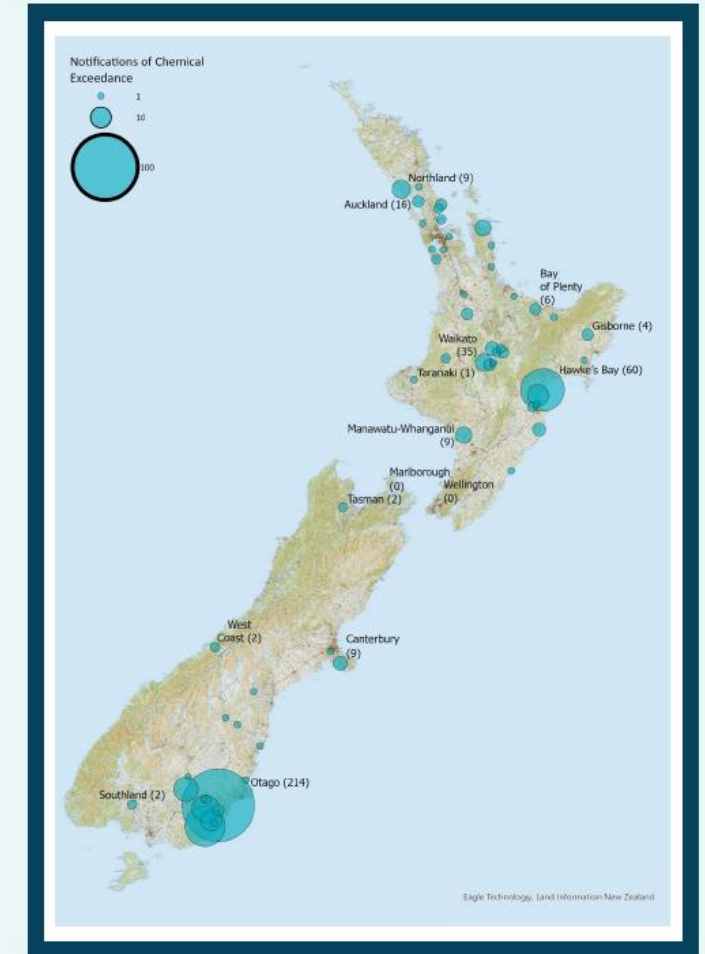 Notifications of Chemical
Exceedance
1
10
100
Northland (9)
Auckland (16)
Bay
of Plenty
(6)
Gisborne (4)
Waikato
(35)
Hawke's Bay (60)
Taranaki (1)
Manawatu-Whanganui
(9)
Marlborough
(0)
Wellington
(0)
Tasman (2)
West
Coast (2)
Canterbury
(9)
Otago (214)
Southland (2)
Eagle Technology, Land Information New Zealand